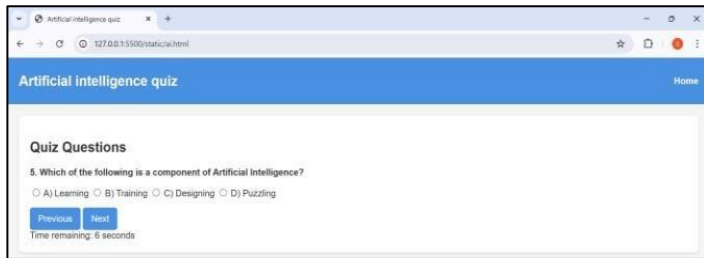 Artificial intelligence quiz
127.0.0.1:5500/static/ai.html
Artificial intelligence quiz
Home
Quiz Questions
5. Which of the following is a component of Artificial Intelligence?
A) Learning B) Training C) Designing D) Puzzling
Previous Next
Time remaining: 6 seconds